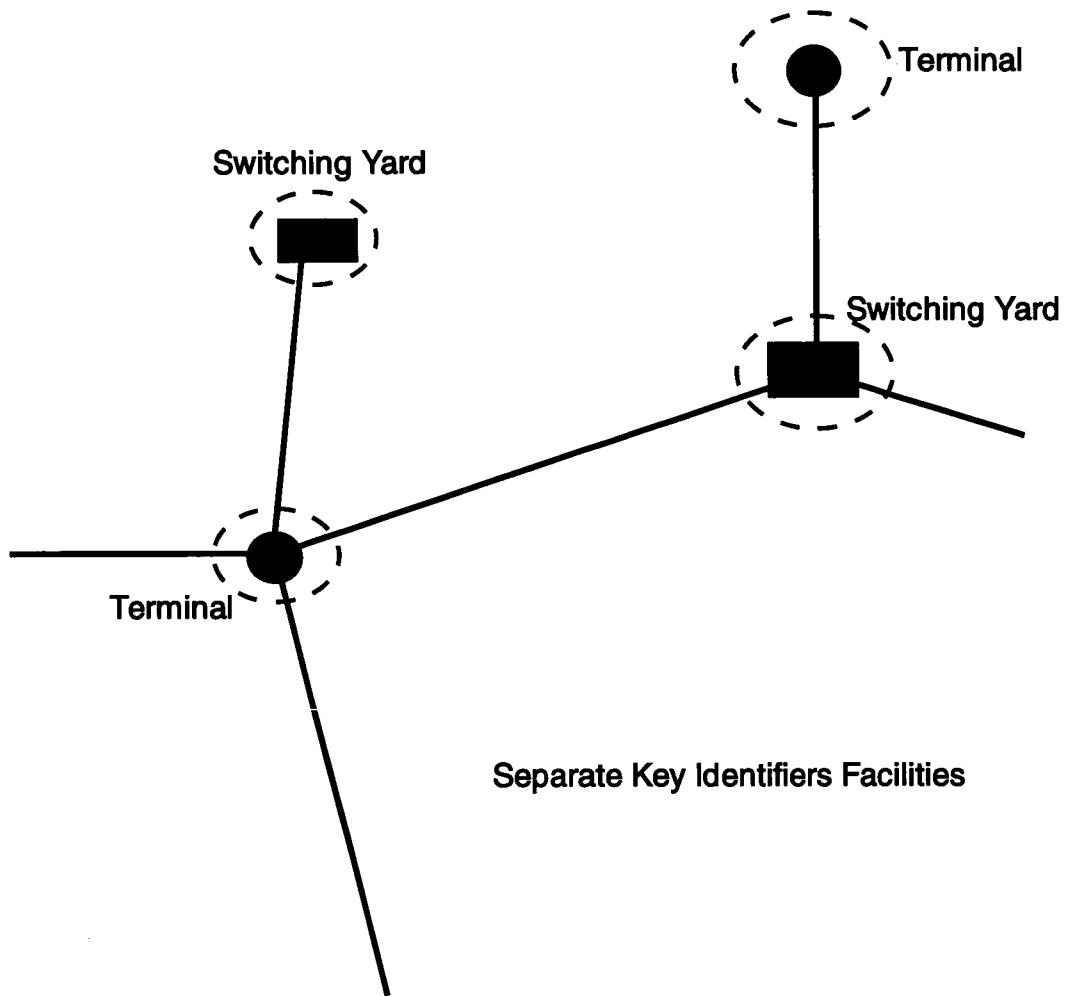 Terminal
Switching Yard
Switching Yard
Terminal
Separate Key Identifiers Facilities